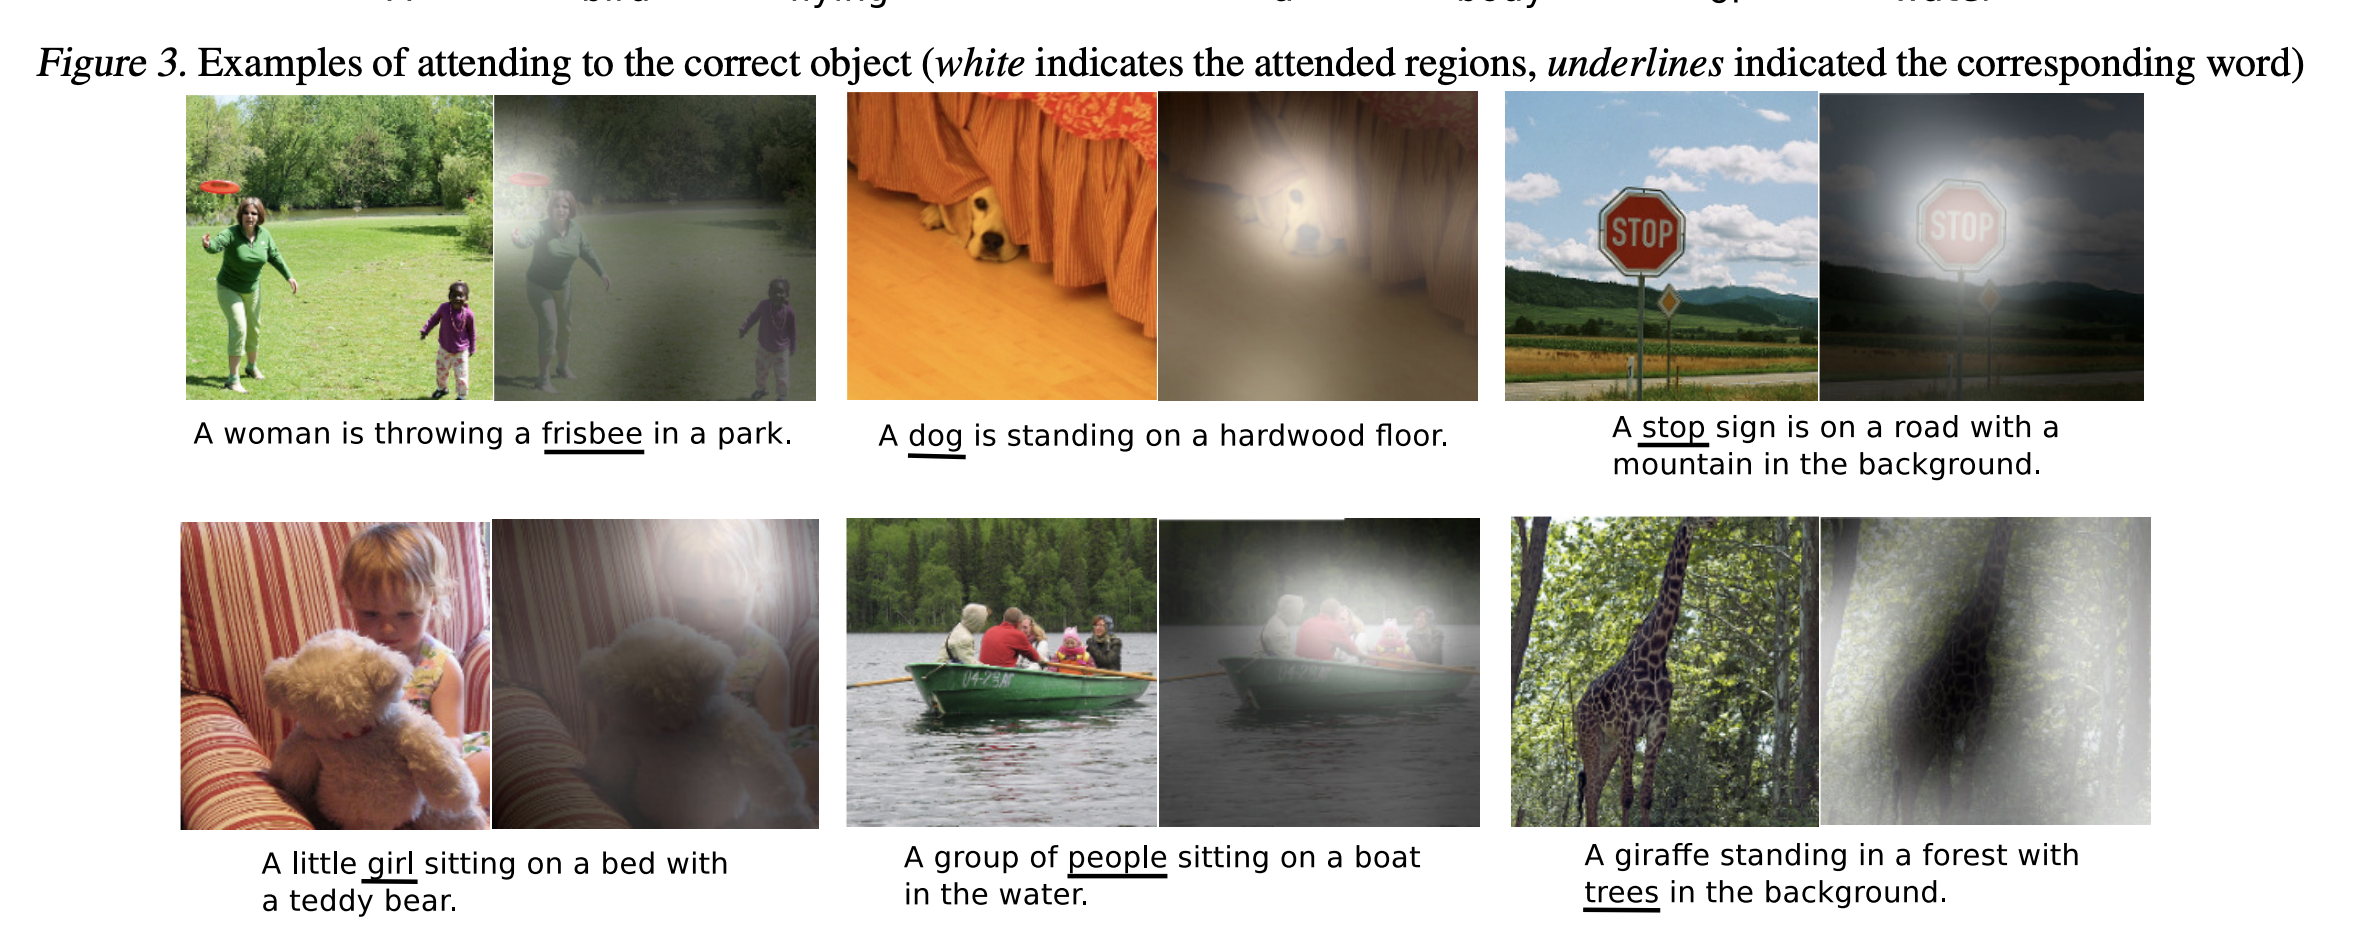 Figure 3. Examples of attending to the correct object (white indicates the attended regions, underlines indicated the corresponding word)
STOP
STOP
A woman is throwing a frisbee in a park.
A dog is standing on a hardwood floor.
A stop sign is on a road with a
mountain in the background.
A little girl sitting on a bed with
a teddy bear.
A group of people sitting on a boat
in the water.
A giraffe standing in a forest with
trees in the background.